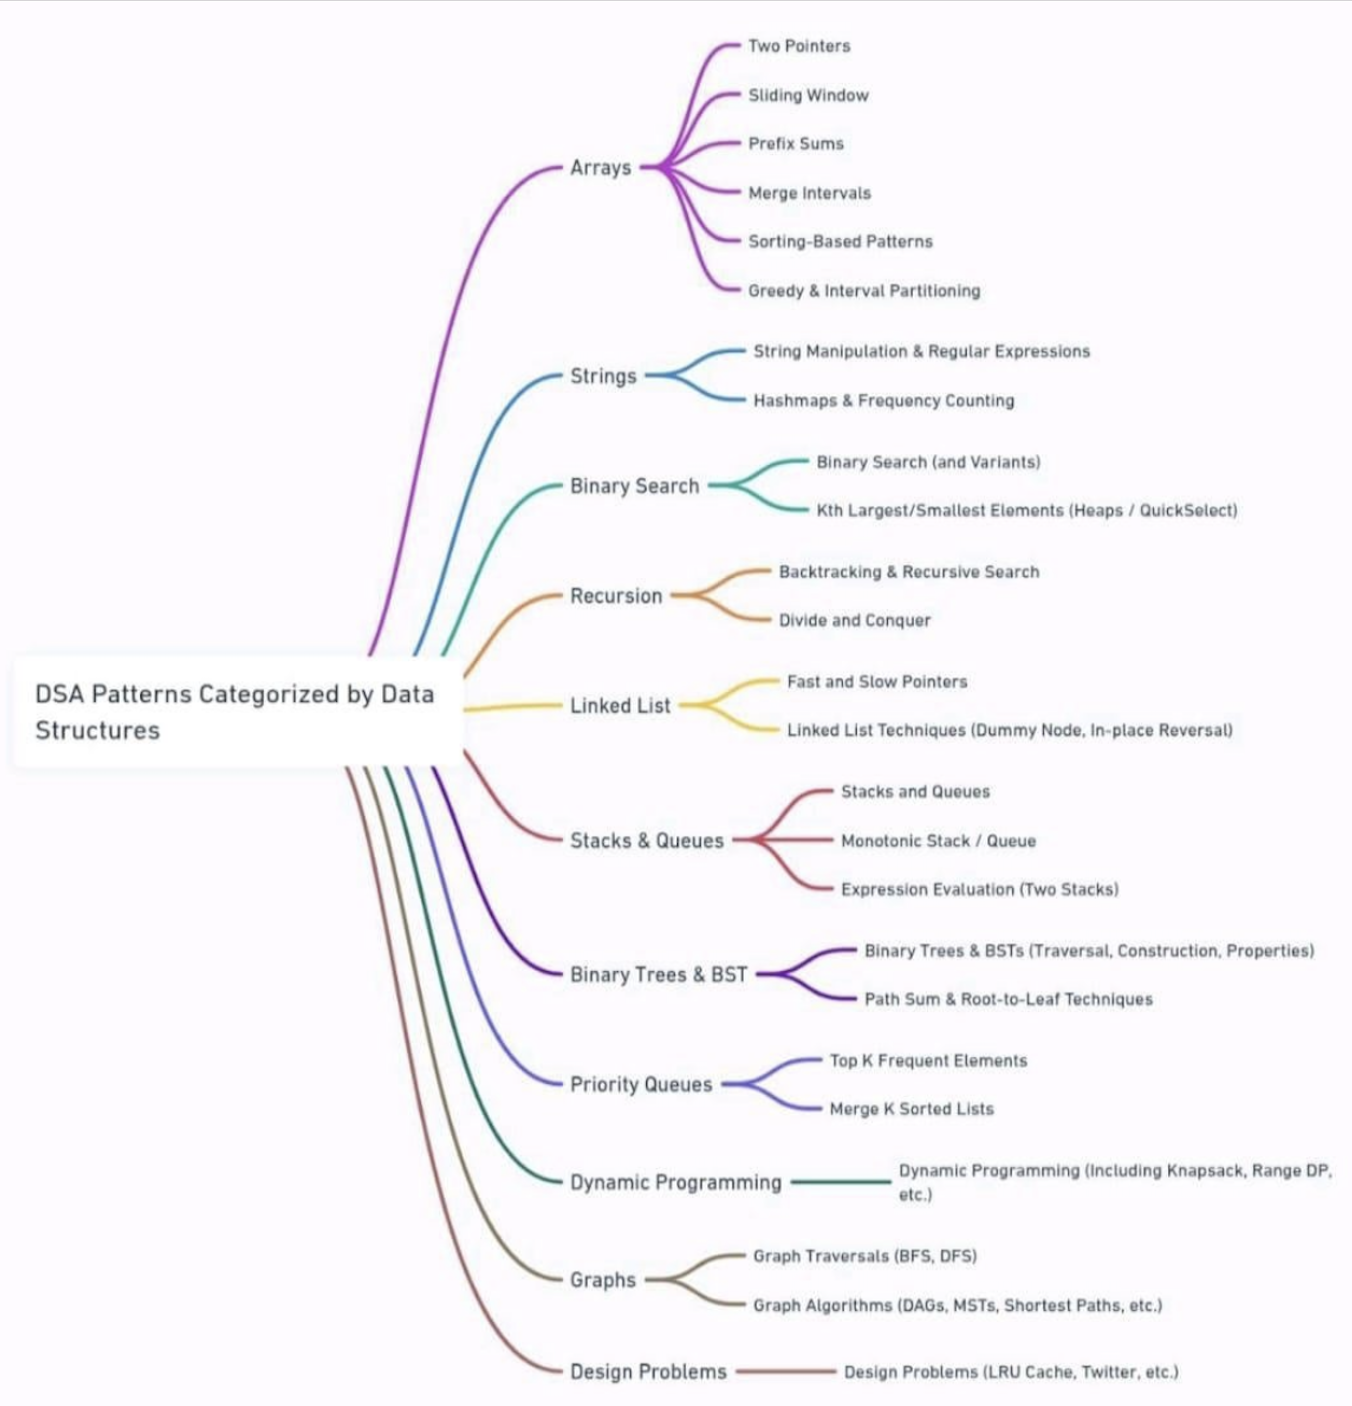 DSA Patterns Categorized by Data
Structures
Arrays
Two Pointers
Sliding Window
Prefix Sums
Merge Intervals
Sorting-Based Patterns
Greedy & Interval Partitioning
Strings
String Manipulation & Regular Expressions
Hashmaps & Frequency Counting
Binary Search
Binary Search (and Variants)
Kth Largest/Smallest Elements (Heaps / QuickSelect)
Recursion
Backtracking & Recursive Search
Divide and Conquer
Linked List
Fast and Slow Pointers
Linked List Techniques (Dummy Node, In-place Reversal)
Stacks & Queues
Stacks and Queues
Monotonic Stack / Queue
Expression Evaluation (Two Stacks)
Binary Trees & BST
Binary Trees & BSTs (Traversal, Construction, Properties)
Path Sum & Root-to-Leaf Techniques
Priority Queues
Top K Frequent Elements
Merge K Sorted Lists
Dynamic Programming
Dynamic Programming (Including Knapsack, Range DP,
etc.)
Graphs
Graph Traversals (BFS, DFS)
Graph Algorithms (DAGs, MSTs, Shortest Paths, etc.)
Design Problems
Design Problems (LRU Cache, Twitter, etc.)